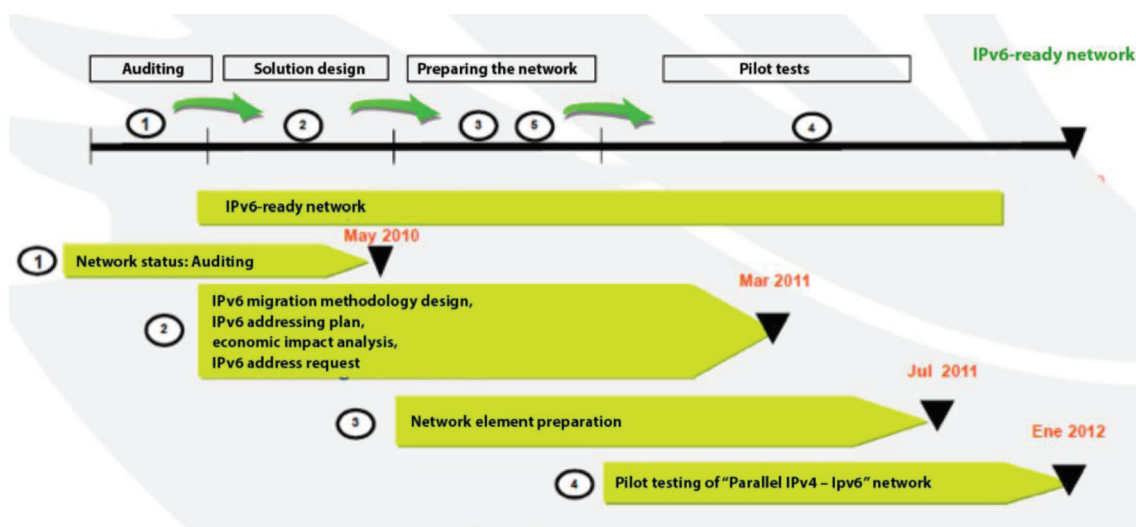 IPv6-ready network
Auditing
Solution design
Preparing the network
Pilot tests
1
2
3
5
4
IPv6-ready network
May 2010
1
Network status: Auditing
Mar 2011
2
IPv6 migration methodology design,
IPv6 addressing plan,
economic impact analysis,
IPv6 address request
Jul 2011
3
Network element preparation
Ene 2012
4
Pilot testing of “Parallel IPv4 – Ipv6” network